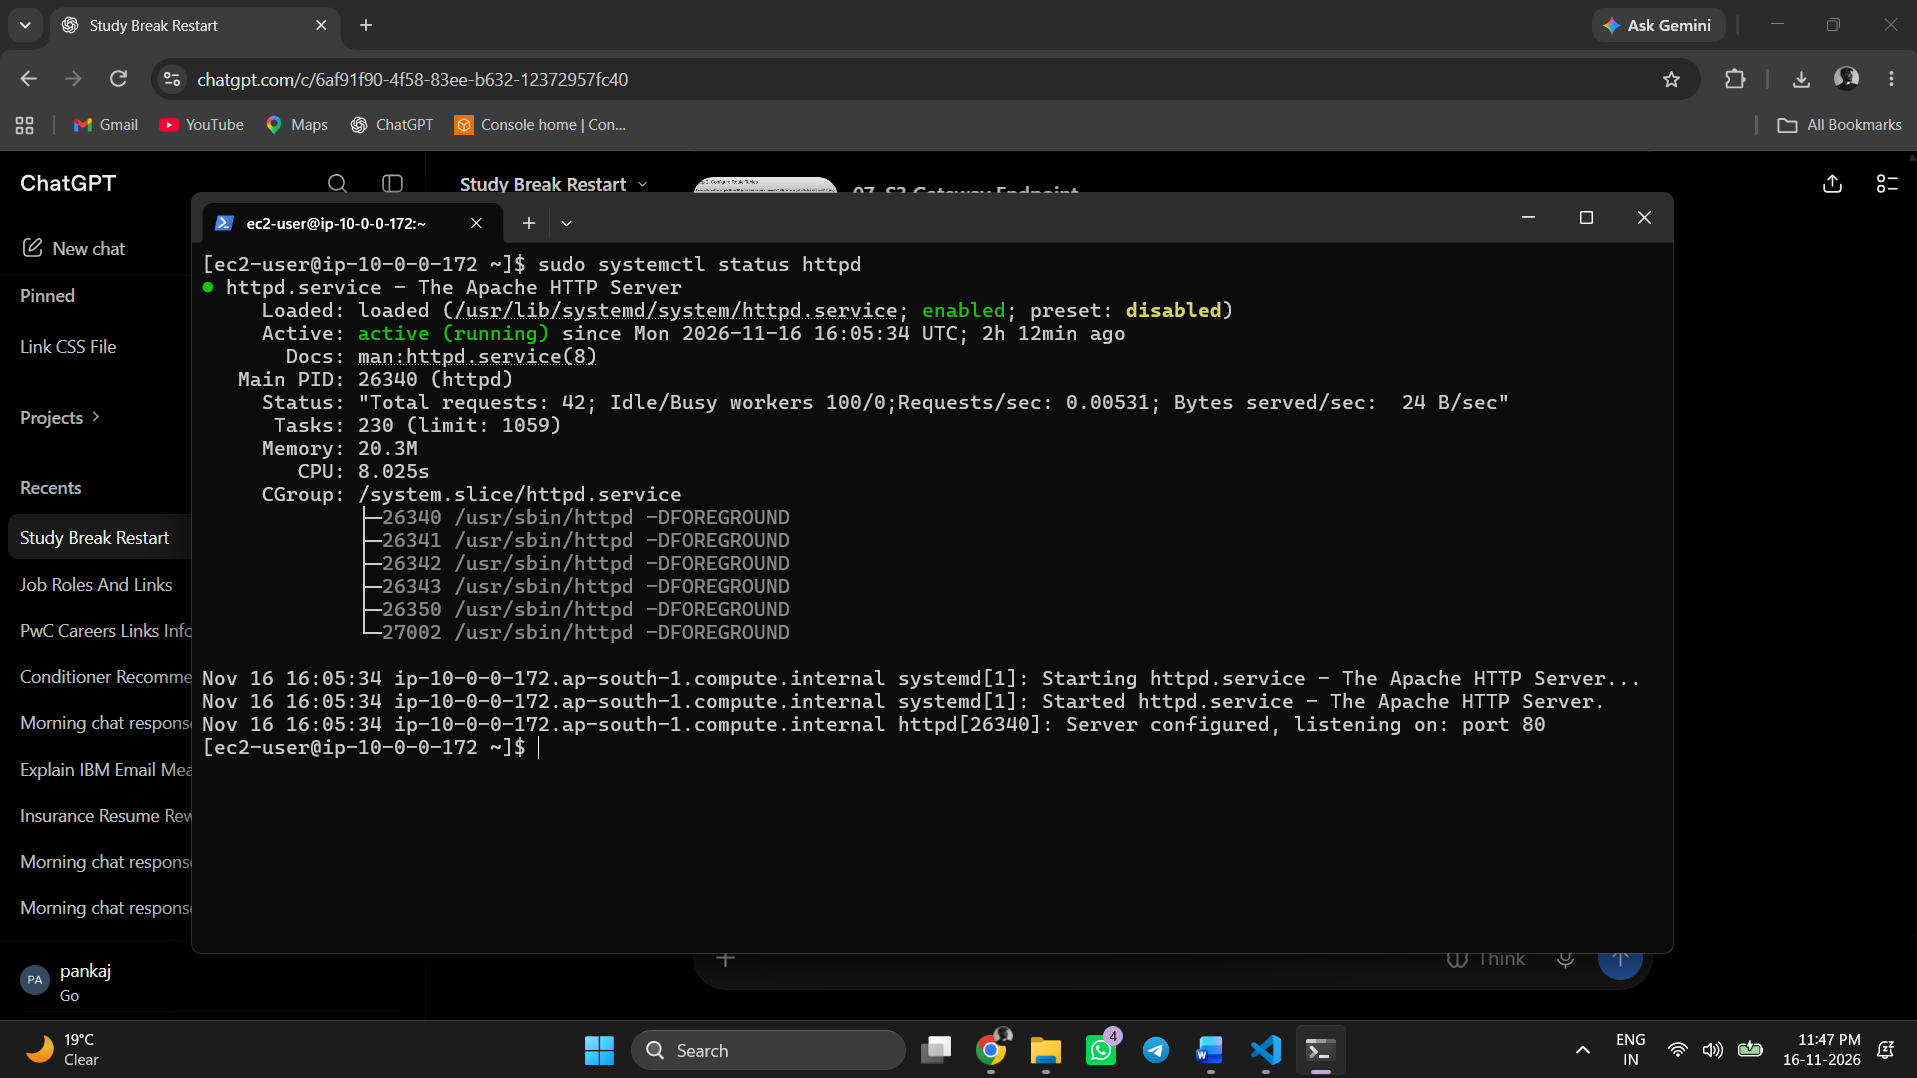 Study Break Restart
Ask Gemini
chatgpt.com/c/6af91f90-4f58-83ee-b632-12372957fc40
Gmail
YouTube
Maps
ChatGPT
Console home | Con...
All Bookmarks
ChatGPT
Study Break Restart
07 S3 Gateway Endpoint
New chat
Pinned
Link CSS File
Projects
Recents
Study Break Restart
Job Roles And Links
PwC Careers Links Info
Conditioner Recomme
Morning chat respons
Explain IBM Email Mea
Insurance Resume Rew
Morning chat respons
Morning chat respons
PA
pankaj
Go
ec2-user@ip-10-0-0-172:~
[ec2-user@ip-10-0-0-172 ~]$ sudo systemctl status httpd
● httpd.service - The Apache HTTP Server
Loaded: loaded (/usr/lib/systemd/system/httpd.service; enabled; preset: disabled)
Active: active (running) since Mon 2026-11-16 16:05:34 UTC; 2h 12min ago
Docs: man:httpd.service(8)
Main PID: 26340 (httpd)
Status: "Total requests: 42; Idle/Busy workers 100/0;Requests/sec: 0.00531; Bytes served/sec:  24 B/sec"
Tasks: 230 (limit: 1059)
Memory: 20.3M
CPU: 8.025s
CGroup: /system.slice/httpd.service
├─26340 /usr/sbin/httpd -DFOREGROUND
├─26341 /usr/sbin/httpd -DFOREGROUND
├─26342 /usr/sbin/httpd -DFOREGROUND
├─26343 /usr/sbin/httpd -DFOREGROUND
├─26350 /usr/sbin/httpd -DFOREGROUND
└─27002 /usr/sbin/httpd -DFOREGROUND
Nov 16 16:05:34 ip-10-0-0-172.ap-south-1.compute.internal systemd[1]: Starting httpd.service - The Apache HTTP Server...
Nov 16 16:05:34 ip-10-0-0-172.ap-south-1.compute.internal systemd[1]: Started httpd.service - The Apache HTTP Server.
Nov 16 16:05:34 ip-10-0-0-172.ap-south-1.compute.internal httpd[26340]: Server configured, listening on: port 80
[ec2-user@ip-10-0-0-172 ~]$
Think
19°C
Clear
Search
4
ENG
IN
11:47 PM
16-11-2026